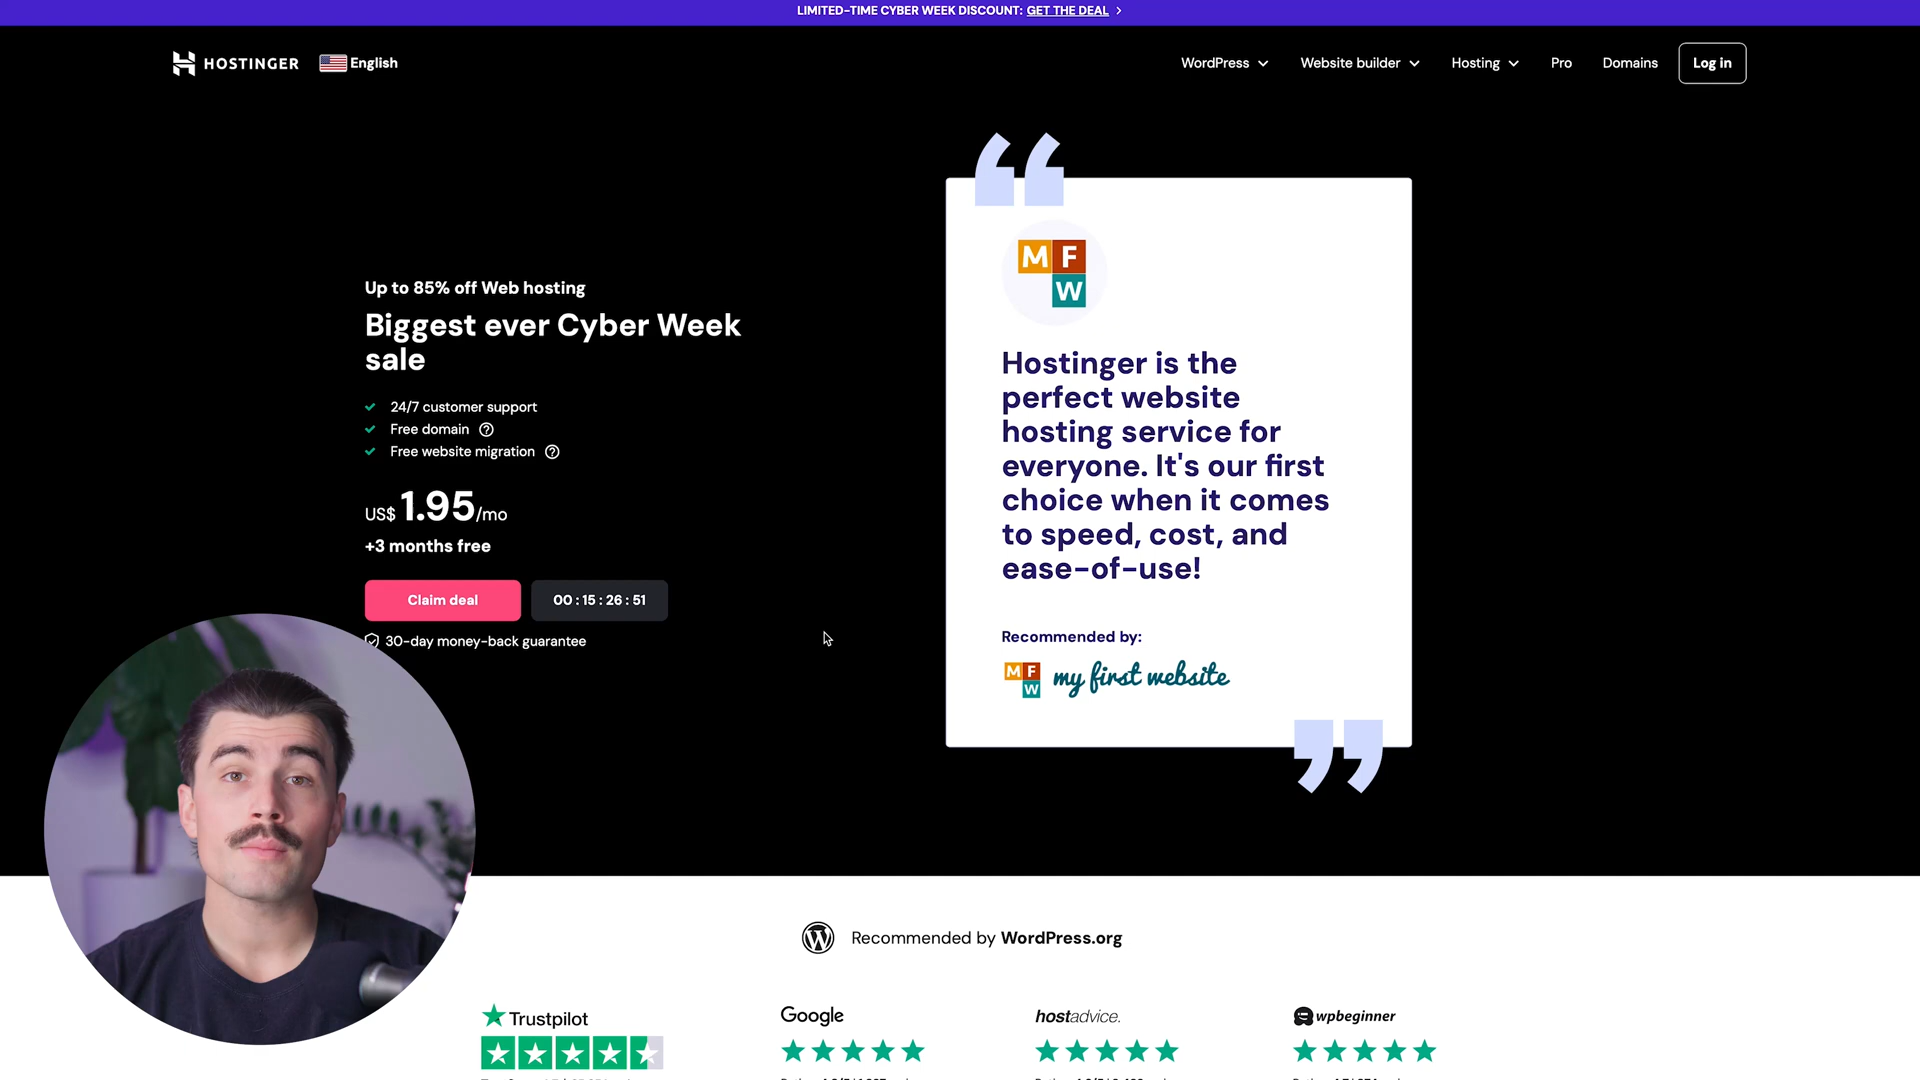 LIMITED-TIME CYBER WEEK DISCOUNT: GET THE DEAL
HOSTINGER
English
WordPress
Website builder
Hosting
Pro
Domains
Log in
Up to 85% off Web hosting
Biggest ever Cyber Week
sale
24/7 customer support
Free domain
Free website migration
US$ 1.95/mo
+3 months free
Claim deal
00 : 15 : 26 : 51
30-day money-back guarantee
M F
W
Hostinger is the
perfect website
hosting service for
everyone. It's our first
choice when it comes
to speed, cost, and
ease-of-use!
Recommended by:
M F
W
my first website
Recommended by WordPress.org
Trustpilot
Google
hostadvice.
wpbeginner